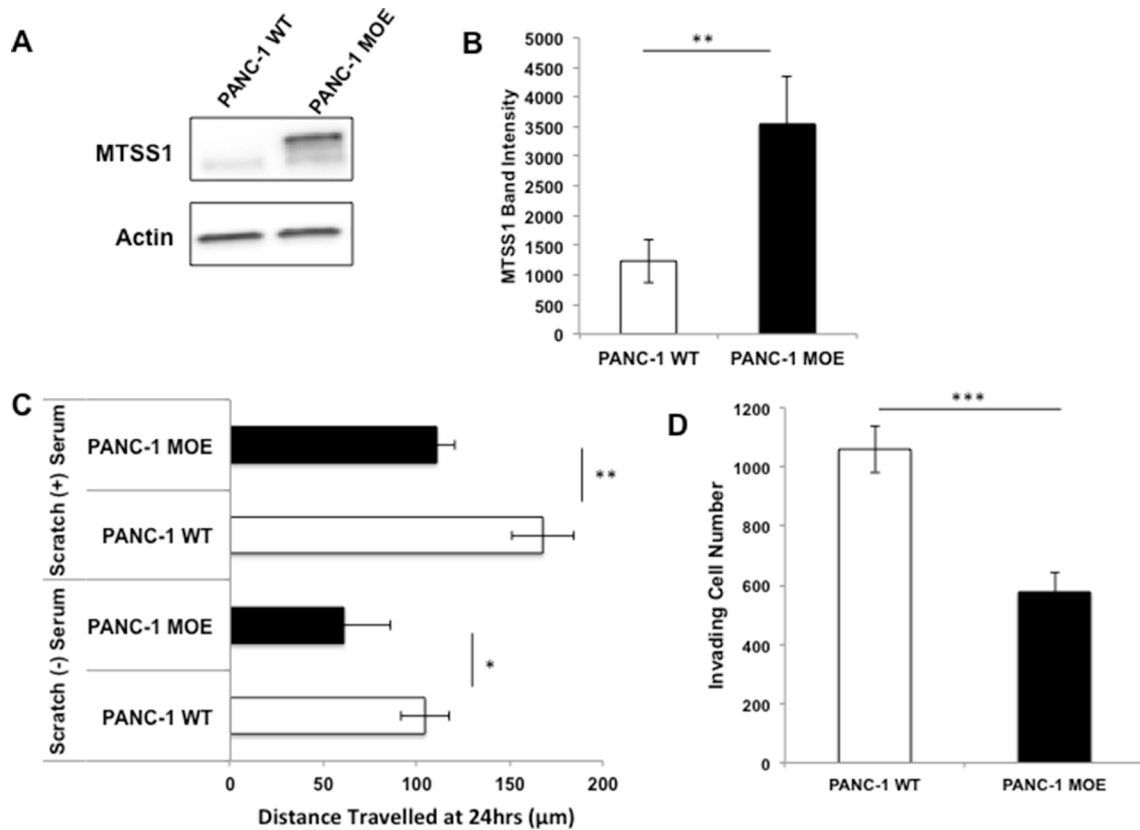 A
PANC-1 WT
PANC-1 MOE
MTSS1
Actin
B
MTSS1 Band Intensity
5000
4500
4000
3500
3000
2500
2000
1500
1000
500
0
**
PANC-1 WT
PANC-1 MOE
C
Scratch (+) Serum
PANC-1 MOE
PANC-1 WT
**
Scratch (-) Serum
PANC-1 MOE
PANC-1 WT
*
0
50
100
150
200
Distance Travelled at 24hrs (μm)
D
Invading Cell Number
1200
1000
800
600
400
200
0
***
PANC-1 WT
PANC-1 MOE